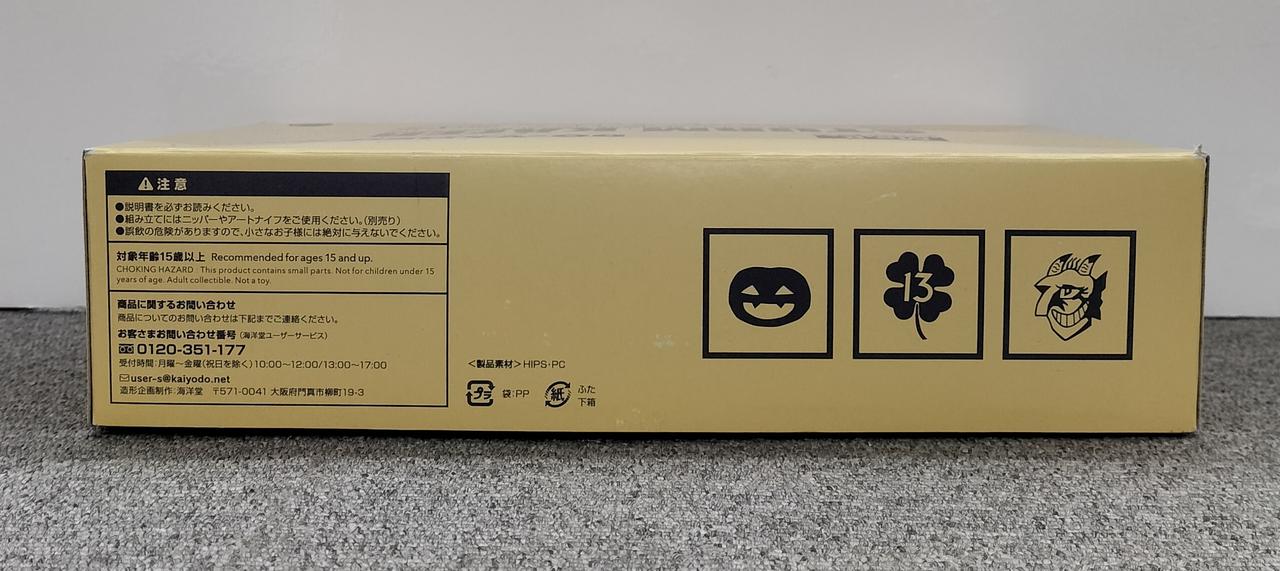 注意
●説明書を必ずお読みください。
●組み立てにはニッパーやアートナイフをご使用ください。(別売り)
●誤飲の危険がありますので、小さなお子様には絶対に与えないでください。
対象年齢15歳以上 Recommended for ages 15 and up.
CHOKING HAZARD : This product contains small parts. Not for children under 15
years of age. Adult collectible. Not a toy.
商品に関するお問い合わせ
商品についてのお問い合わせは下記までご連絡ください。
お客さまお問い合わせ番号(海洋堂ユーザーサービス)
0120-351-177
受付時間:月曜〜金曜(祝日を除く)10:00〜12:00/13:00〜17:00
user-s@kaiyodo.net
造形企画制作:海洋堂 〒571-0041 大阪府門真市柳町19-3
<製品素材>HIPS・PC
プラ 袋:PP 紙 ふた
下箱
13